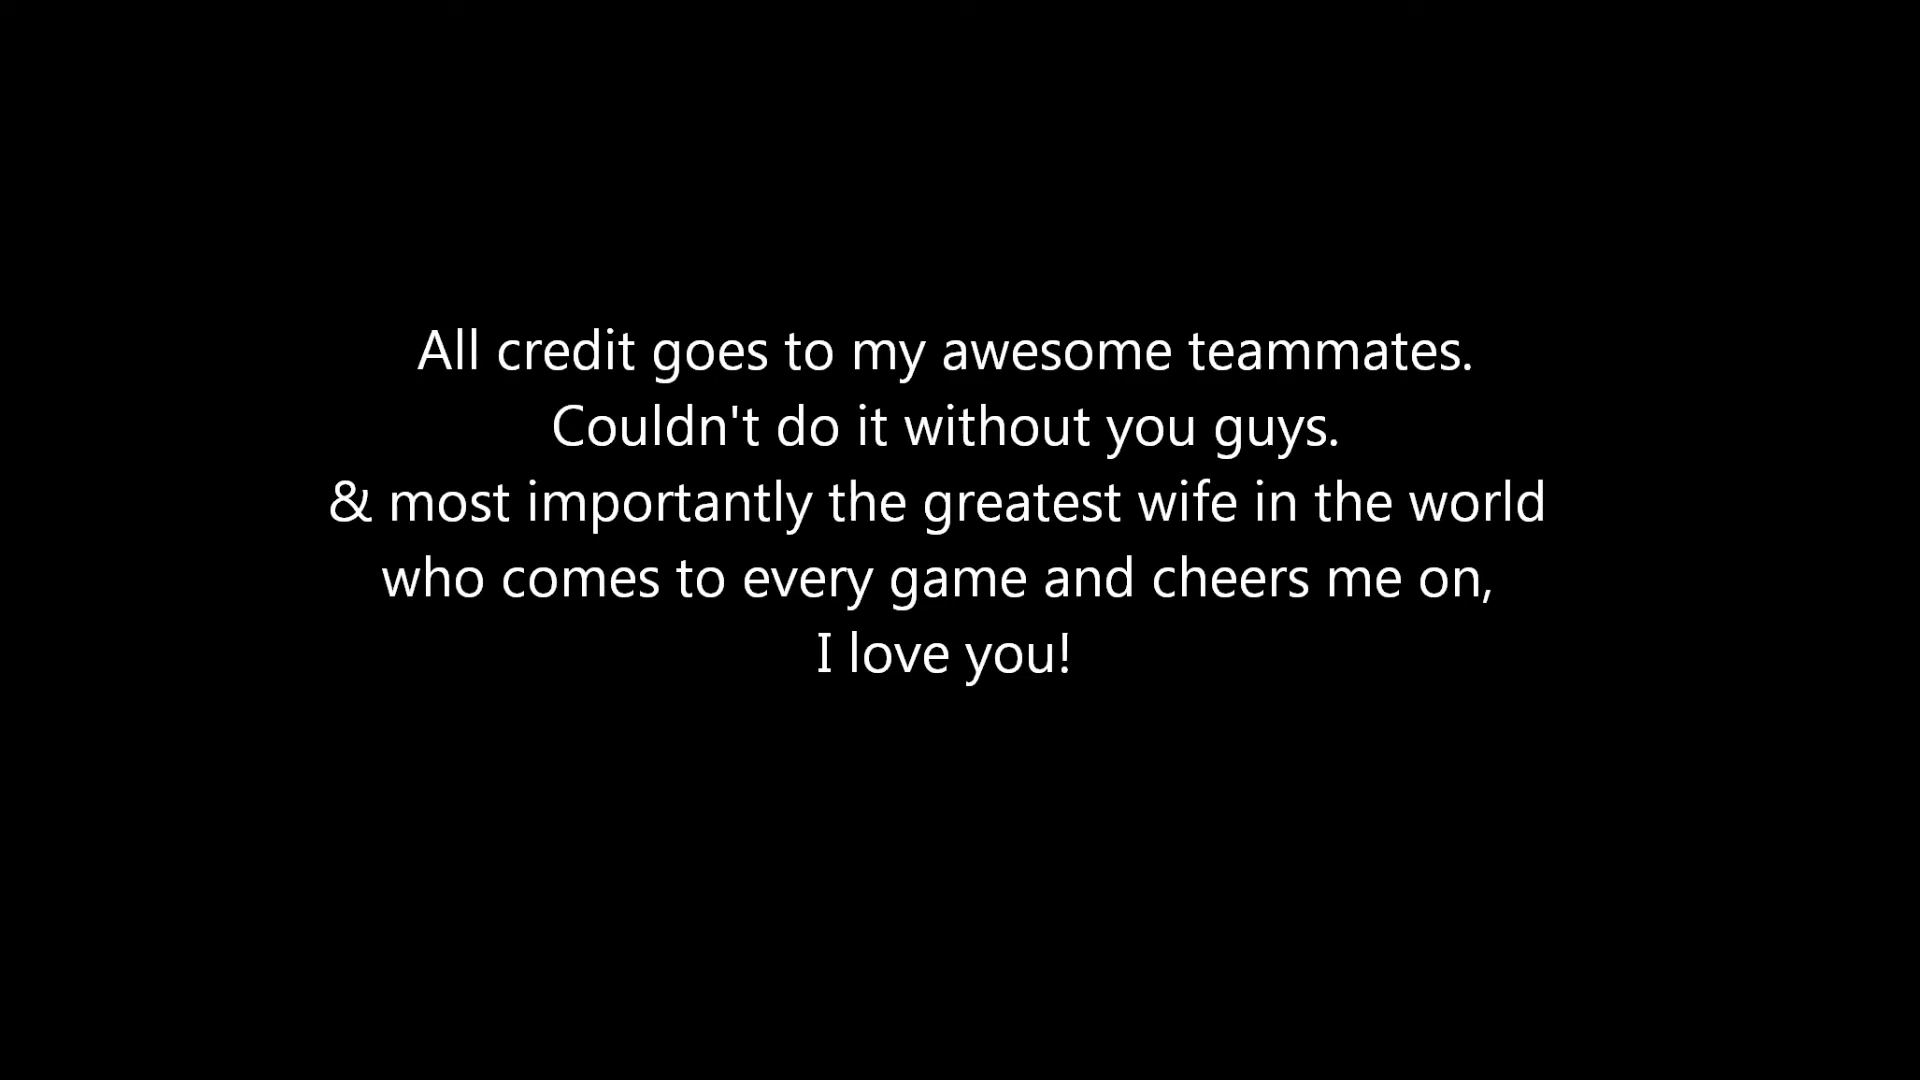 All credit goes to my awesome teammates.
Couldn't do it without you guys.
& most importantly the greatest wife in the world
who comes to every game and cheers me on,
I love you!